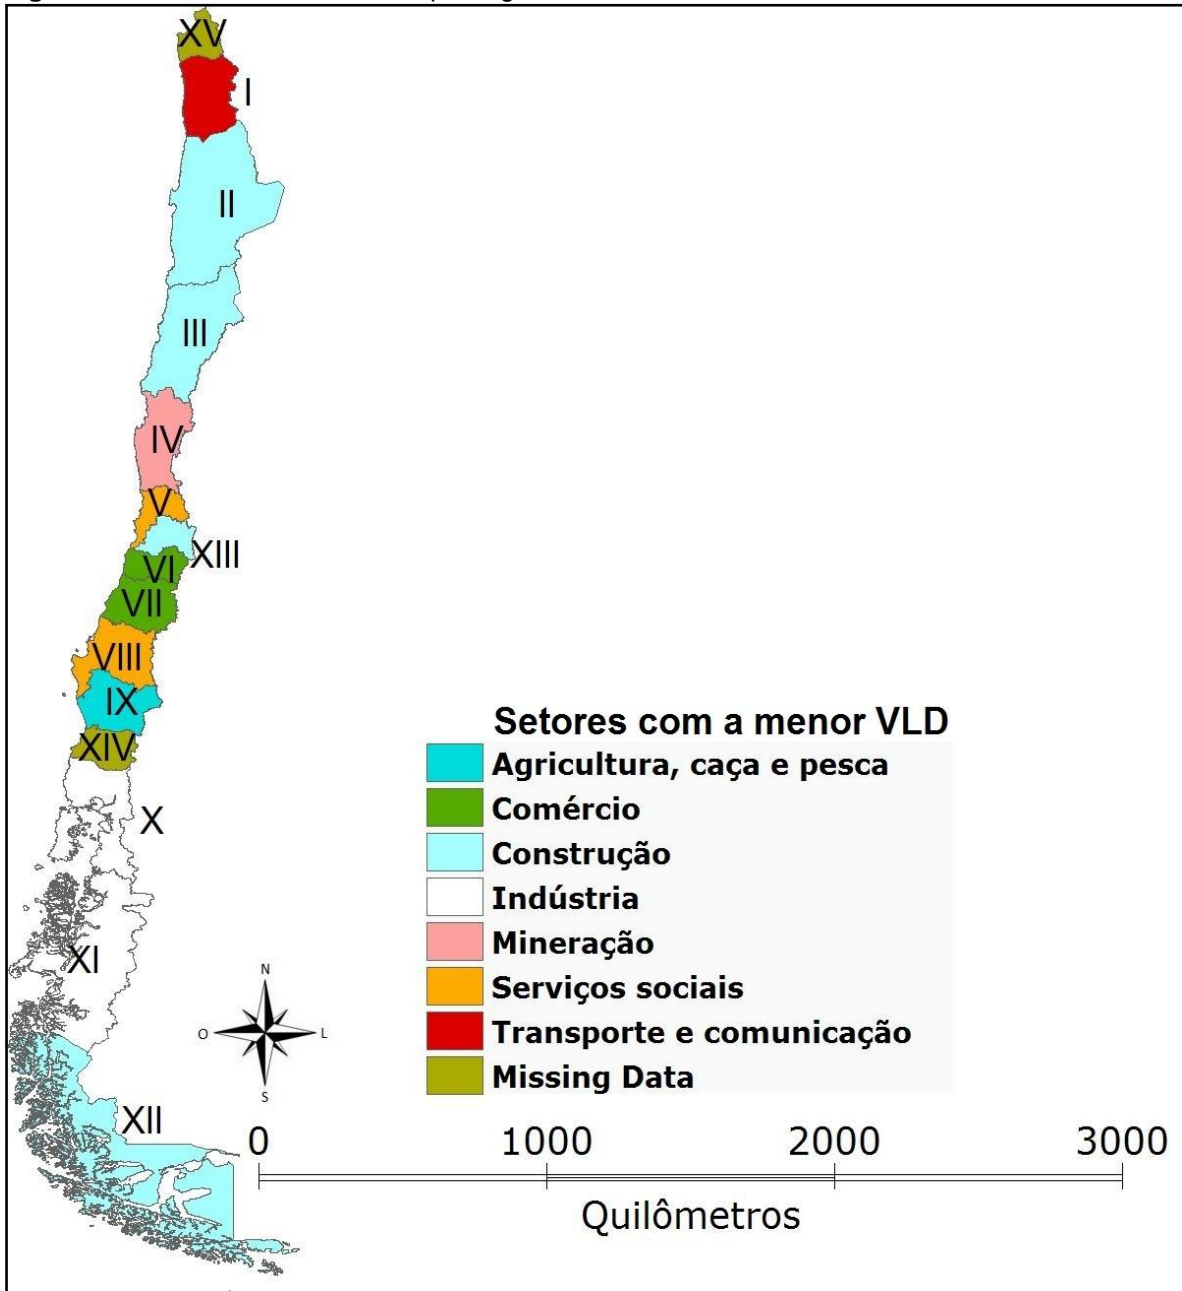 XV
I
II
III
IV
V
XIII
VI
VII
VIII
IX
XIV
X
XI
XII
Setores com a menor VLD
Agricultura, caça e pesca
Comércio
Construção
Indústria
Mineração
Serviços sociais
Transporte e comunicação
Missing Data
N
O
L
S
0 1000 2000 3000
Quilômetros